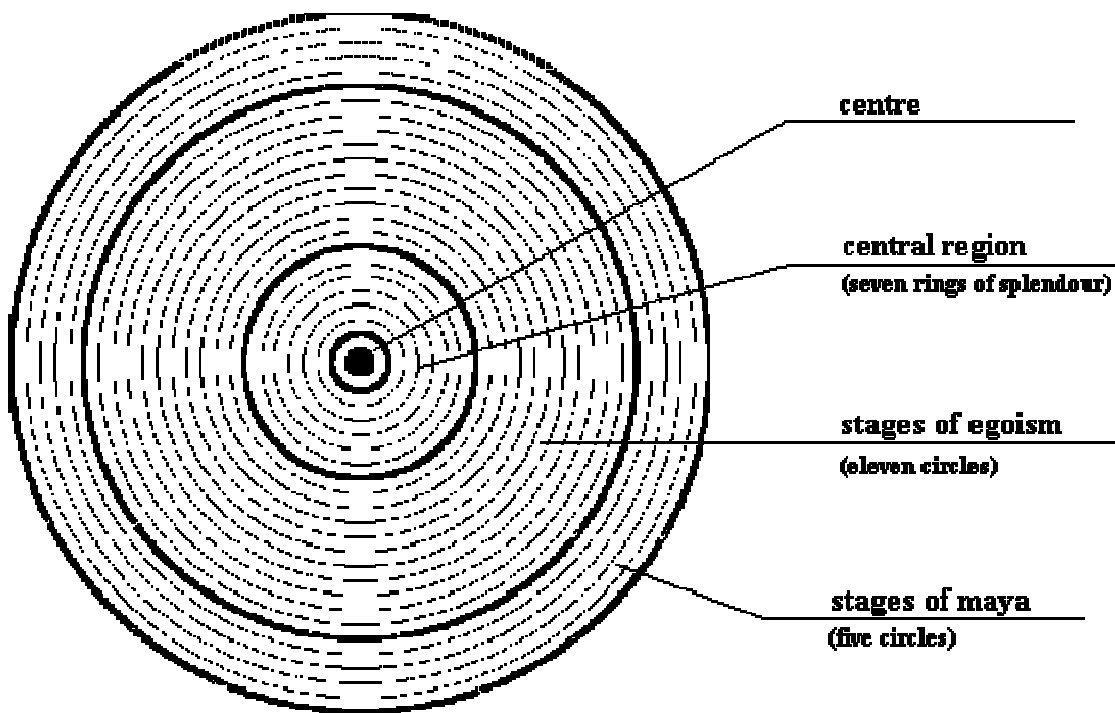 centre
central region
(seven rings of splendour)
stages of egoism
(eleven circles)
stages of maya
(five circles)